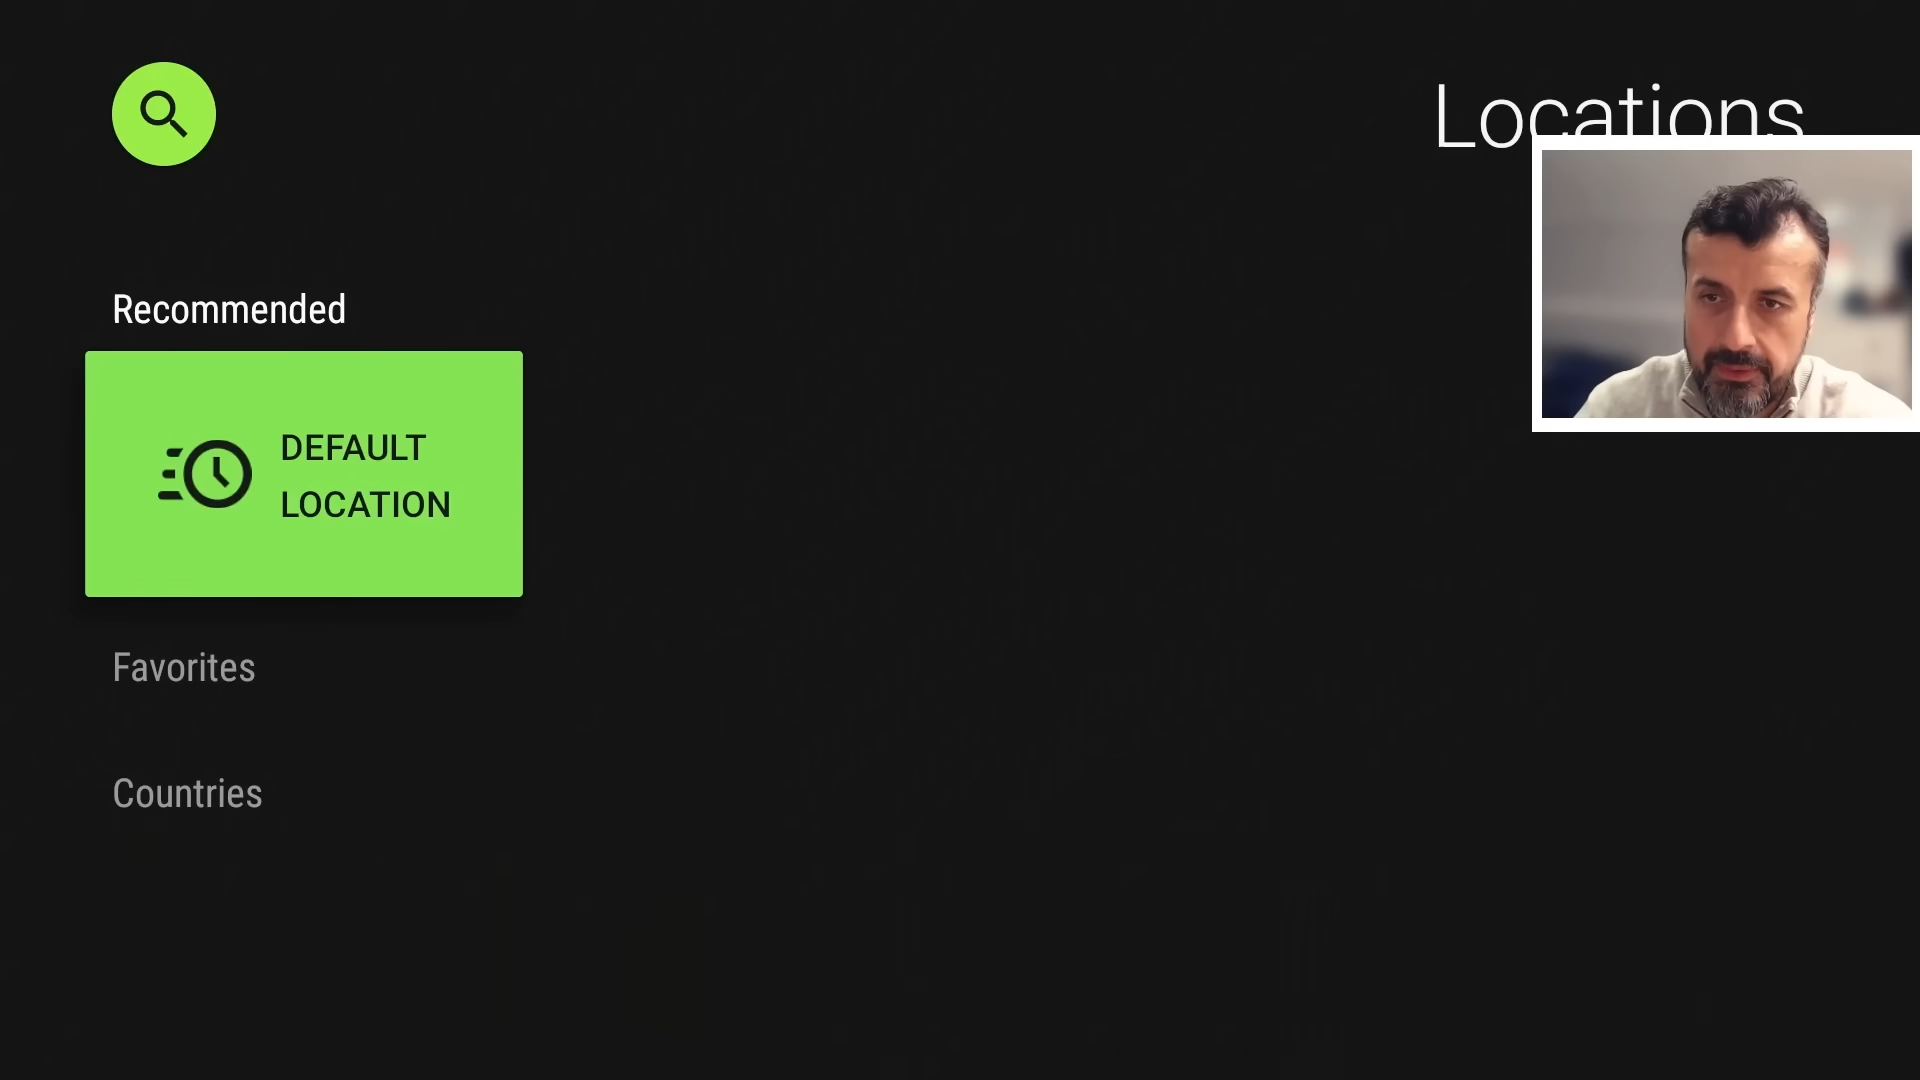 Locations
Recommended
DEFAULT
LOCATION
Favorites
Countries